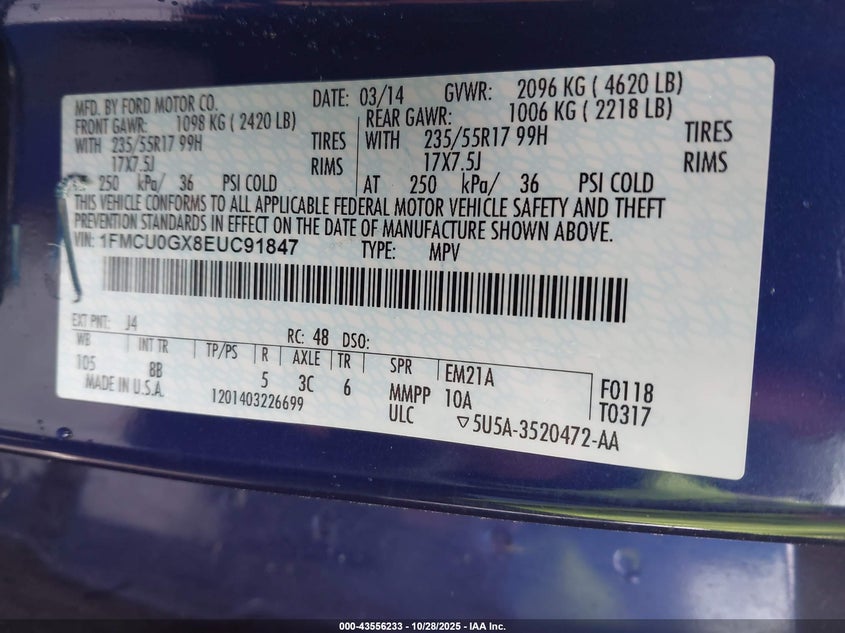 MFD. BY FORD MOTOR CO.
DATE: 03/14 GVWR: 2096 KG ( 4620 LB)
FRONT GAWR: 1098 KG ( 2420 LB) REAR GAWR: 1006 KG ( 2218 LB)
WITH 235/55R17 99H TIRES WITH 235/55R17 99H TIRES
17X7.5J RIMS 17X7.5J RIMS
250 kPa/ 36 PSI COLD AT 250 kPa/ 36 PSI COLD
THIS VEHICLE CONFORMS TO ALL APPLICABLE FEDERAL MOTOR VEHICLE SAFETY AND THEFT
PREVENTION STANDARDS IN EFFECT ON THE DATE OF MANUFACTURE SHOWN ABOVE.
VIN: 1FMCU0GX8EUC91847 TYPE: MPV
EXT PNT: J4 RC: 48 DSO:
WB INT TR TP/PS R AXLE TR SPR EM21A F0118
105 8B 5 3C 6 MMPP 10A T0317
MADE IN U.S.A. 1201403226699 ULC ▽5U5A-3520472-AA
000-43556233 - 10/28/2025 - IAA Inc.